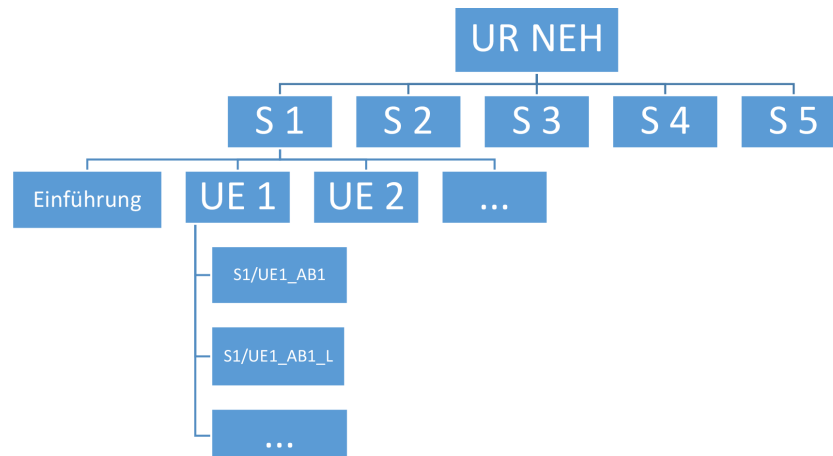 UR NEH
S 1
S 2
S 3
S 4
S 5
Einführung
UE 1
UE 2
...
S1/UE1_AB1
S1/UE1_AB1_L
...